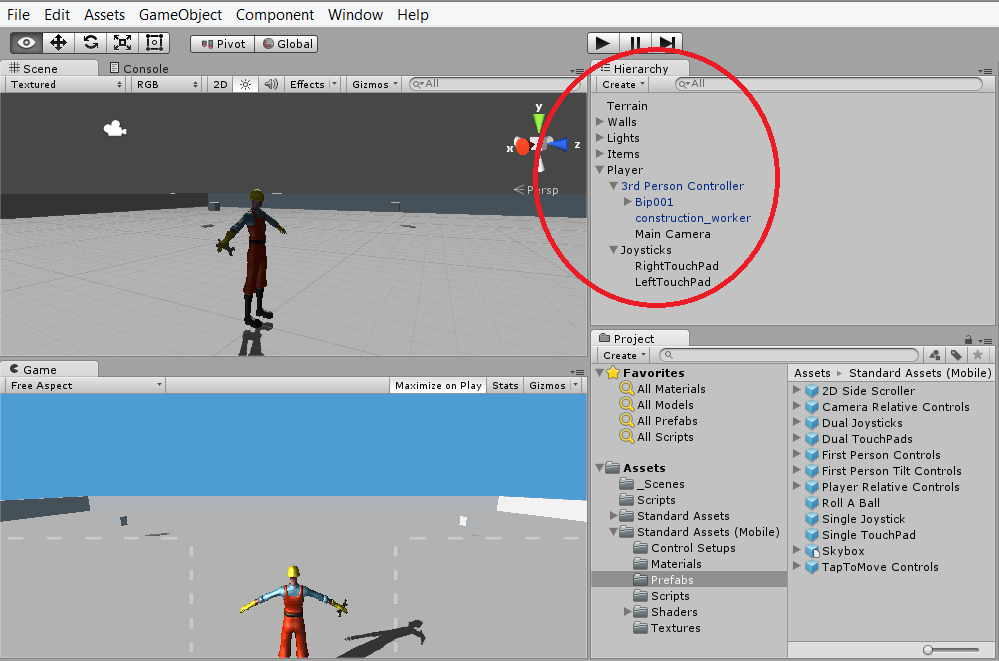 File Edit Assets GameObject Component Window Help
Pivot Global
Scene Console
Textured RGB 2D Effects Gizmos All
y
x z
Persp
Hierarchy
Create All
Terrain
Walls
Lights
Items
Player
3rd Person Controller
Bip001
construction_worker
Main Camera
Joysticks
RightTouchPad
LeftTouchPad
Game
Free Aspect Maximize on Play Stats Gizmos
Project
Create
Favorites
All Materials
All Models
All Prefabs
All Scripts
Assets
_Scenes
Scripts
Standard Assets
Standard Assets (Mobile)
Control Setups
Materials
Prefabs
Scripts
Shaders
Textures
Assets Standard Assets (Mobile)
2D Side Scroller
Camera Relative Controls
Dual Joysticks
Dual TouchPads
First Person Controls
First Person Tilt Controls
Player Relative Controls
Roll A Ball
Single Joystick
Single TouchPad
Skybox
TapToMove Controls